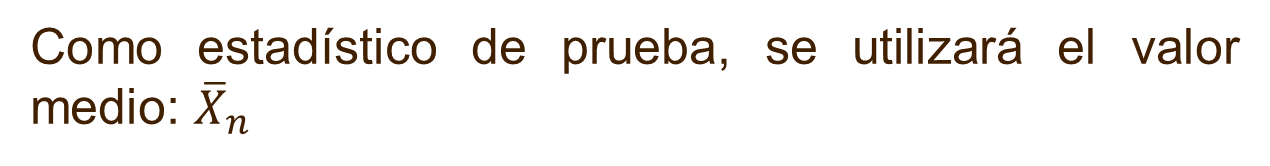 Como estadístico de prueba, se utilizará el valor
medio: X̄ₙ